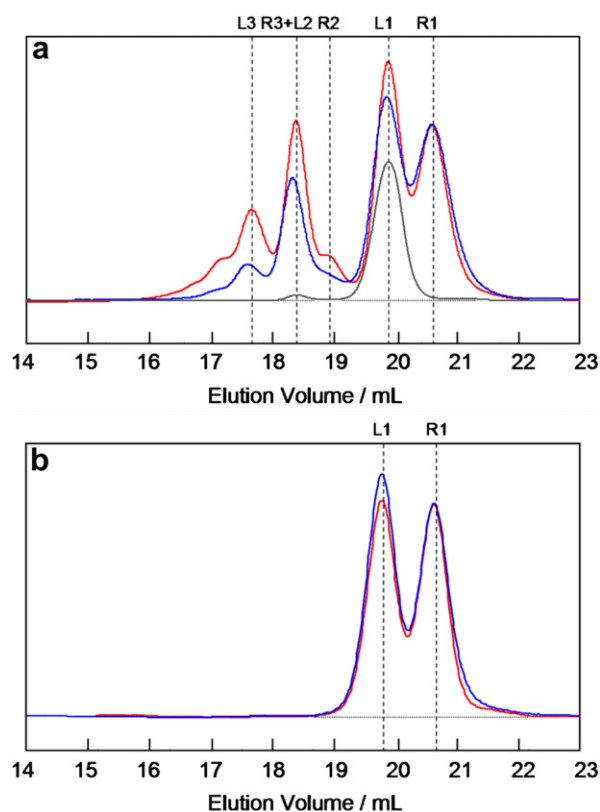 L3 R3+L2 R2 L1 R1
a
14 15 16 17 18 19 20 21 22 23
Elution Volume / mL
L1 R1
b
14 15 16 17 18 19 20 21 22 23
Elution Volume / mL